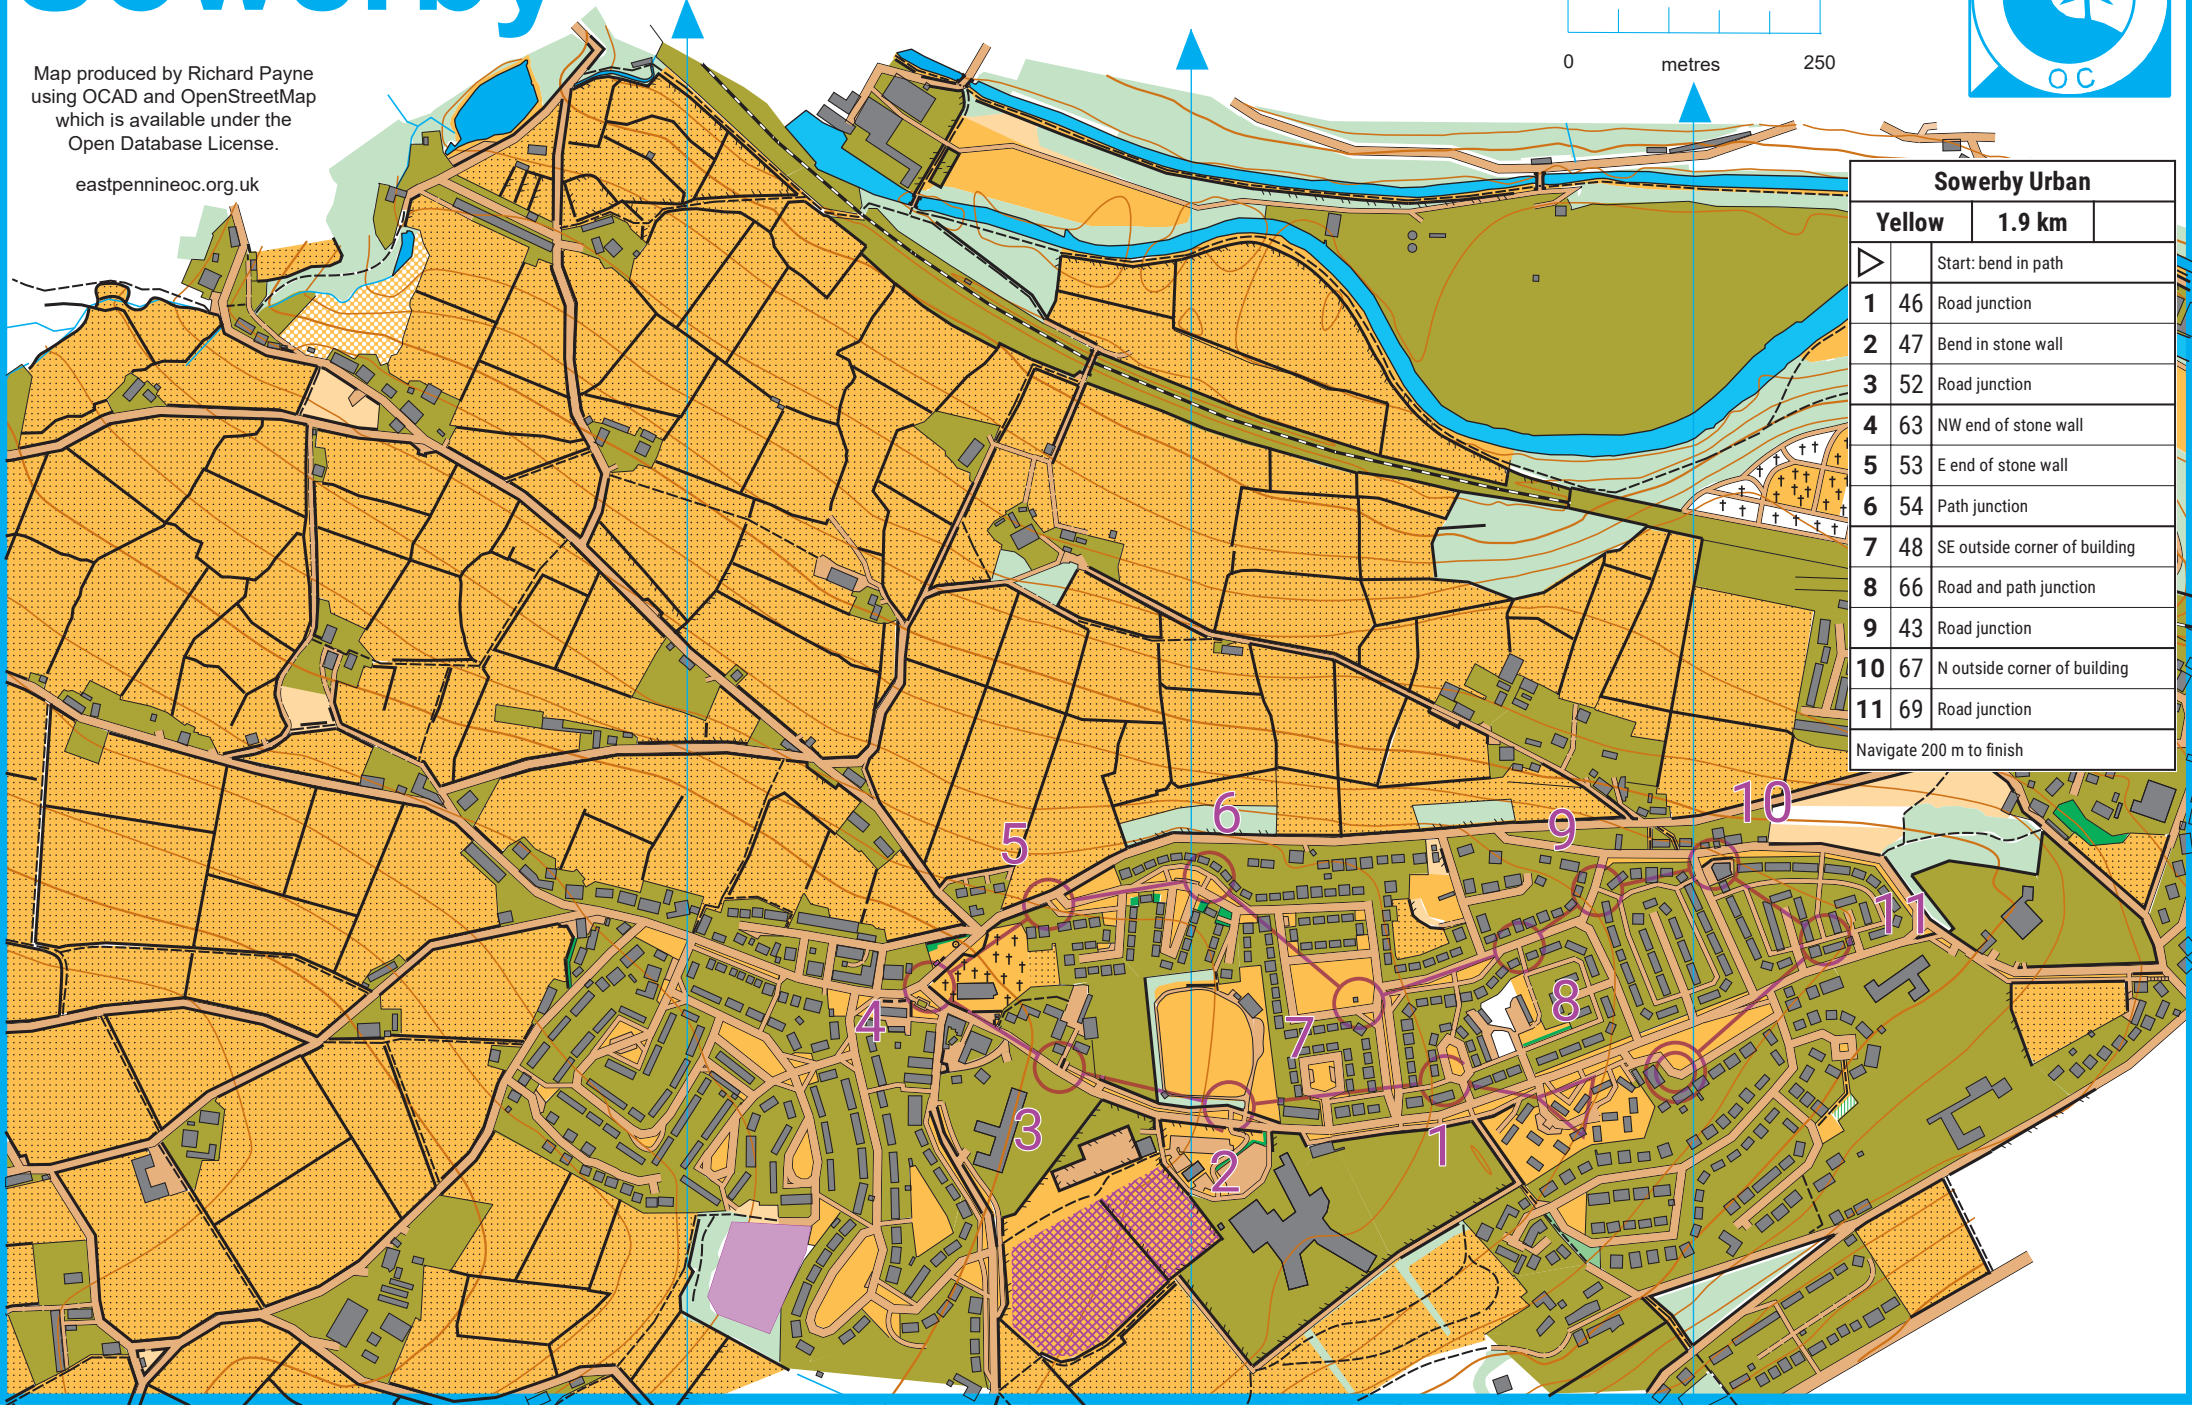 Sowerby
Map produced by Richard Payne
using OCAD and OpenStreetMap
which is available under the
Open Database License.
eastpennineoc.org.uk
0 metres 250
OC
Sowerby Urban
Yellow 1.9 km
Start: bend in path
1 46 Road junction
2 47 Bend in stone wall
3 52 Road junction
4 63 NW end of stone wall
5 53 E end of stone wall
6 54 Path junction
7 48 SE outside corner of building
8 66 Road and path junction
9 43 Road junction
10 67 N outside corner of building
11 69 Road junction
Navigate 200 m to finish
10
6
9
5
11
8
4
7
3
1
2